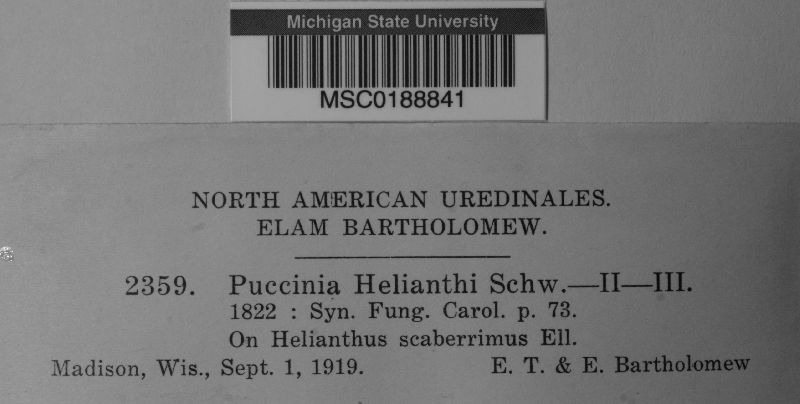 Michigan State University
MSC0188841
NORTH AMERICAN UREDINALES.
ELAM BARTHOLOMEW.
2359. Puccinia Helianthi Schw.—II—III.
1822 : Syn. Fung. Carol. p. 73.
On Helianthus scaberrimus Ell.
Madison, Wis., Sept. 1, 1919. E. T. & E. Bartholomew